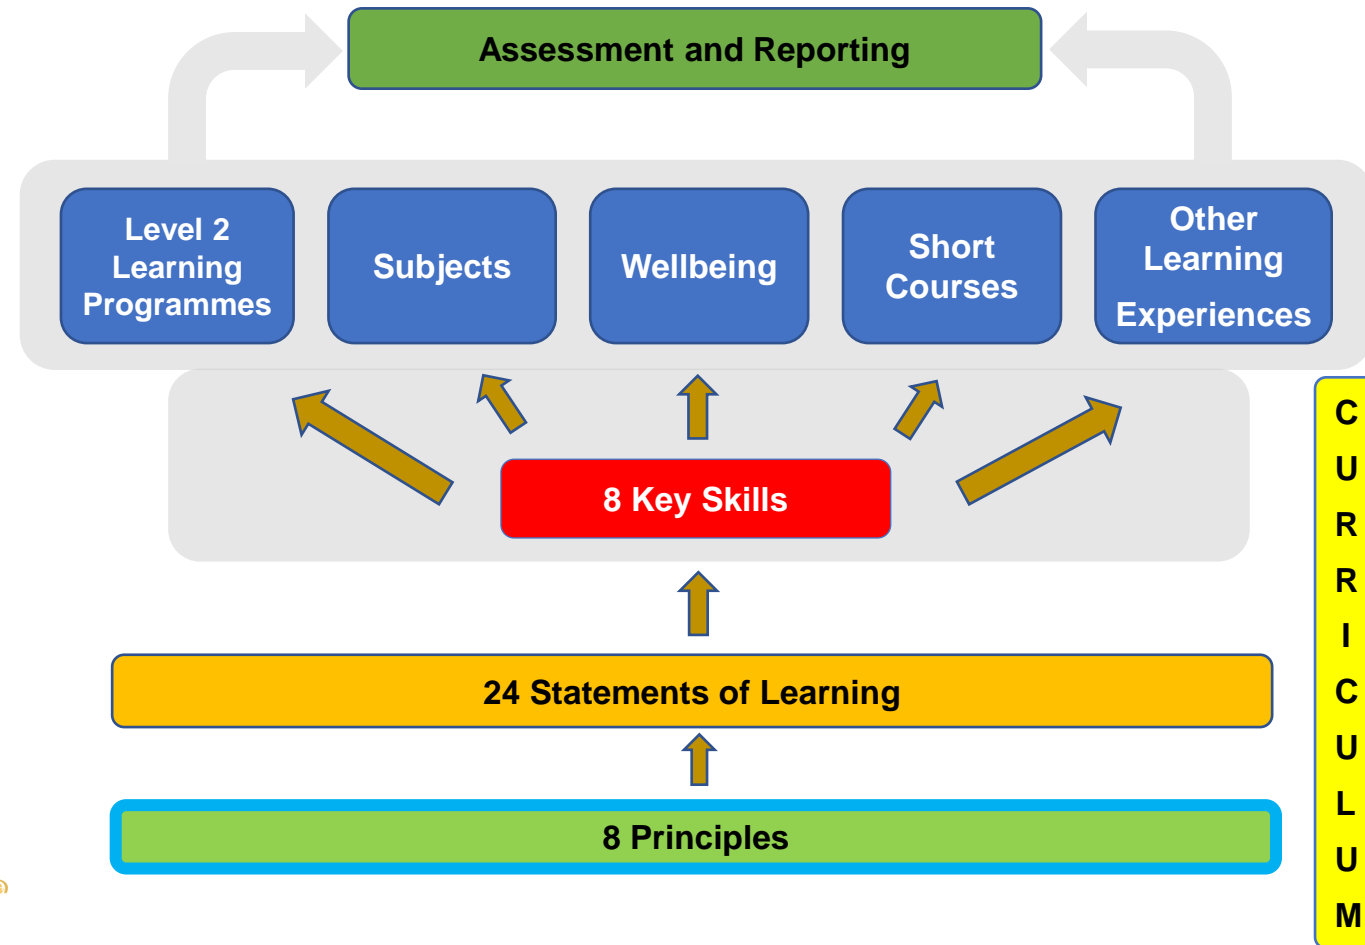 Assessment and Reporting
Level 2
Learning
Programmes
Subjects
Wellbeing
Short
Courses
Other
Learning
Experiences
8 Key Skills
24 Statements of Learning
8 Principles
C
U
R
R
I
C
U
L
U
M